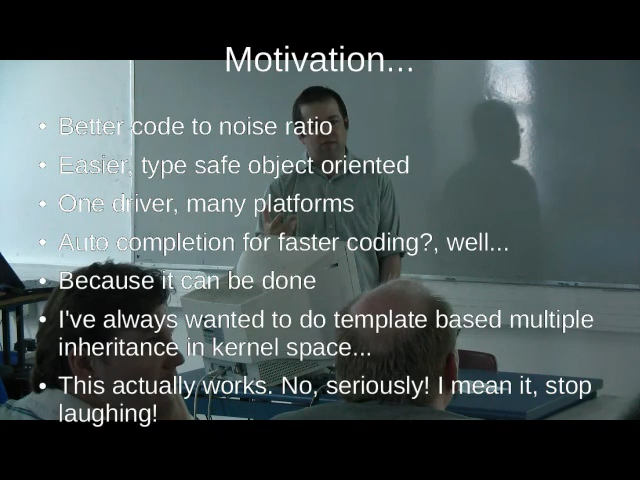 Motivation...
Better code to noise ratio
Easier, type safe object oriented
One driver, many platforms
Auto completion for faster coding?, well...
Because it can be done
I've always wanted to do template based multiple
inheritance in kernel space...
This actually works. No, seriously! I mean it, stop
laughing!